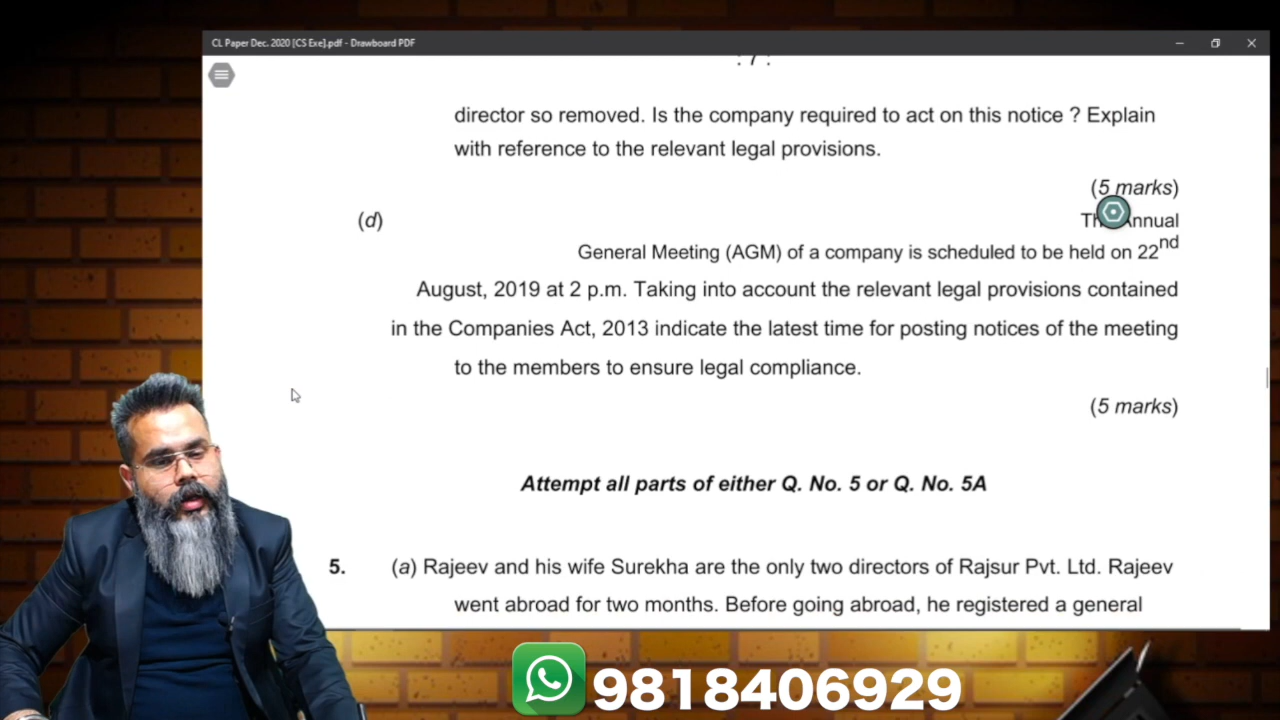 CL Paper Dec. 2020 [CS Exe].pdf - Drawboard PDF
: 7 :
director so removed. Is the company required to act on this notice ? Explain
with reference to the relevant legal provisions.
(5 marks)
(d)
Annual
General Meeting (AGM) of a company is scheduled to be held on 22nd
August, 2019 at 2 p.m. Taking into account the relevant legal provisions contained
in the Companies Act, 2013 indicate the latest time for posting notices of the meeting
to the members to ensure legal compliance.
(5 marks)
Attempt all parts of either Q. No. 5 or Q. No. 5A
5. (a) Rajeev and his wife Surekha are the only two directors of Rajsur Pvt. Ltd. Rajeev
went abroad for two months. Before going abroad, he registered a general
9818406929